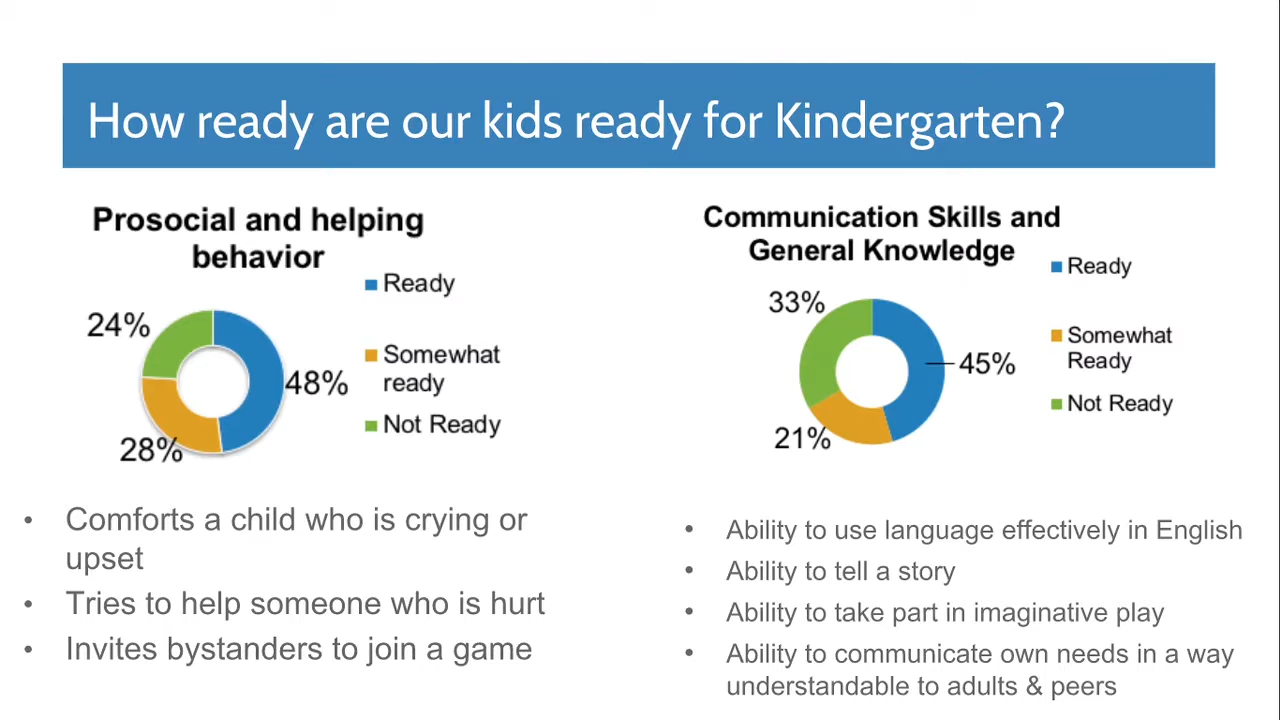 How ready are our kids ready for Kindergarten?
Prosocial and helping
behavior
Ready
Somewhat
ready
Not Ready
24%
48%
28%
• Comforts a child who is crying or
upset
• Tries to help someone who is hurt
• Invites bystanders to join a game
Communication Skills and
General Knowledge
Ready
Somewhat
Ready
Not Ready
33%
45%
21%
• Ability to use language effectively in English
• Ability to tell a story
• Ability to take part in imaginative play
• Ability to communicate own needs in a way
understandable to adults & peers